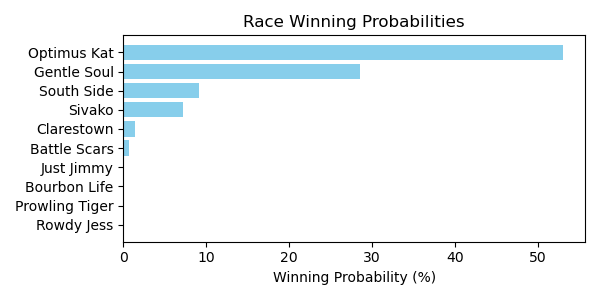 Race Winning Probabilities
Optimus Kat
Gentle Soul
South Side
Sivako
Clarestown
Battle Scars
Just Jimmy
Bourbon Life
Prowling Tiger
Rowdy Jess
0 10 20 30 40 50
Winning Probability (%)